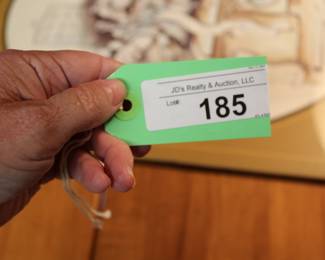 JD's Realty & Auction, LLC
Lot# 185